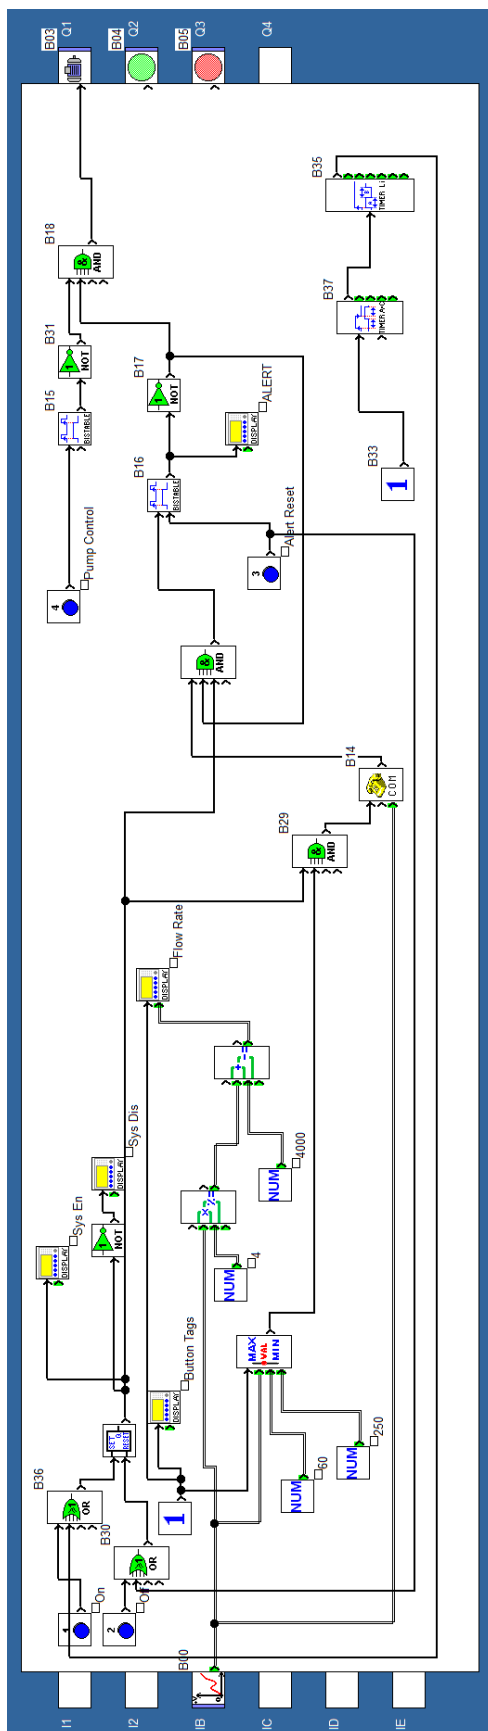 I1
I2
IB
IC
ID
IE
B03 Q1
B04 Q2
B05 Q3
Q4
B00
1
On
2
Off
B36
OR
B30
OR
SET
Q
RESET
Sys En
DISPLAY
NOT
Sys Dis
DISPLAY
1
Button Tags
DISPLAY
Flow Rate
DISPLAY
NUM
4
NUM
4000
MAX
VAL
MIN
NUM
60
NUM
250
B29
AND
B14
COM
AND
4
Pump Control
B15
BISTABLE
B31
NOT
B18
AND
B16
BISTABLE
B17
NOT
ALERT
DISPLAY
3
Alert Reset
B33
1
B37
TIMER A-C
B35
TIMER Li